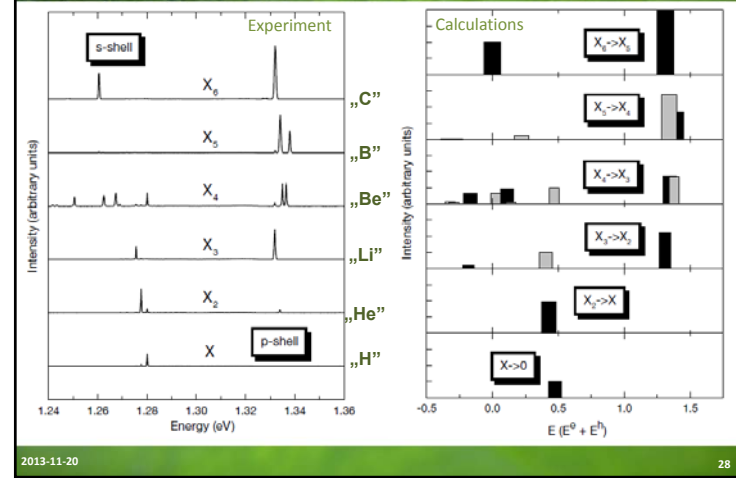 Experiment
s-shell
X6
„C”
X5
„B”
X4
„Be”
X3
„Li”
X2
„He”
X
p-shell
„H”
Intensity (arbitrary units)
1.24 1.26 1.28 1.30 1.32 1.34 1.36
Energy (eV)
Calculations
X6->X5
X5->X4
X4->X3
X3->X2
X2->X
X->0
Intensity (arbitrary units)
-0.5 0.0 0.5 1.0 1.5
E (Ee + Eh)
2013-11-20
28